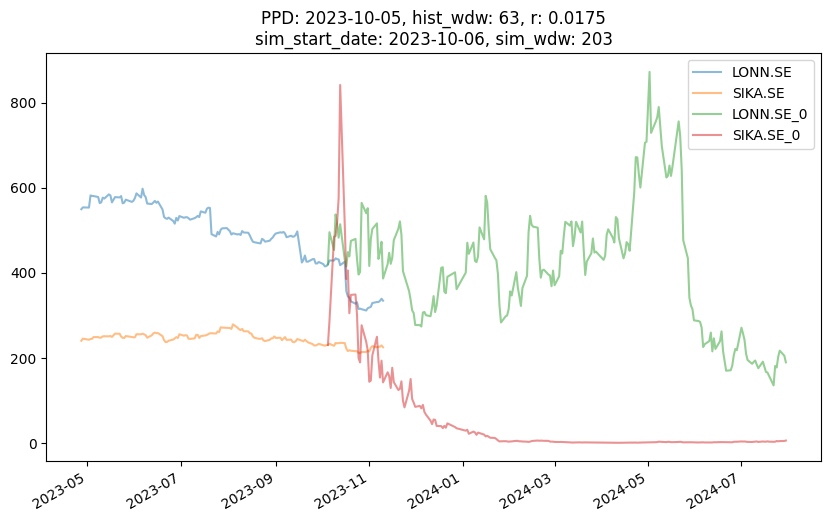 PPD: 2023-10-05, hist_wdw: 63, r: 0.0175
sim_start_date: 2023-10-06, sim_wdw: 203
LONN.SE
SIKA.SE
LONN.SE_0
SIKA.SE_0
800
600
400
200
0
2023-05
2023-07
2023-09
2023-11
2024-01
2024-03
2024-05
2024-07